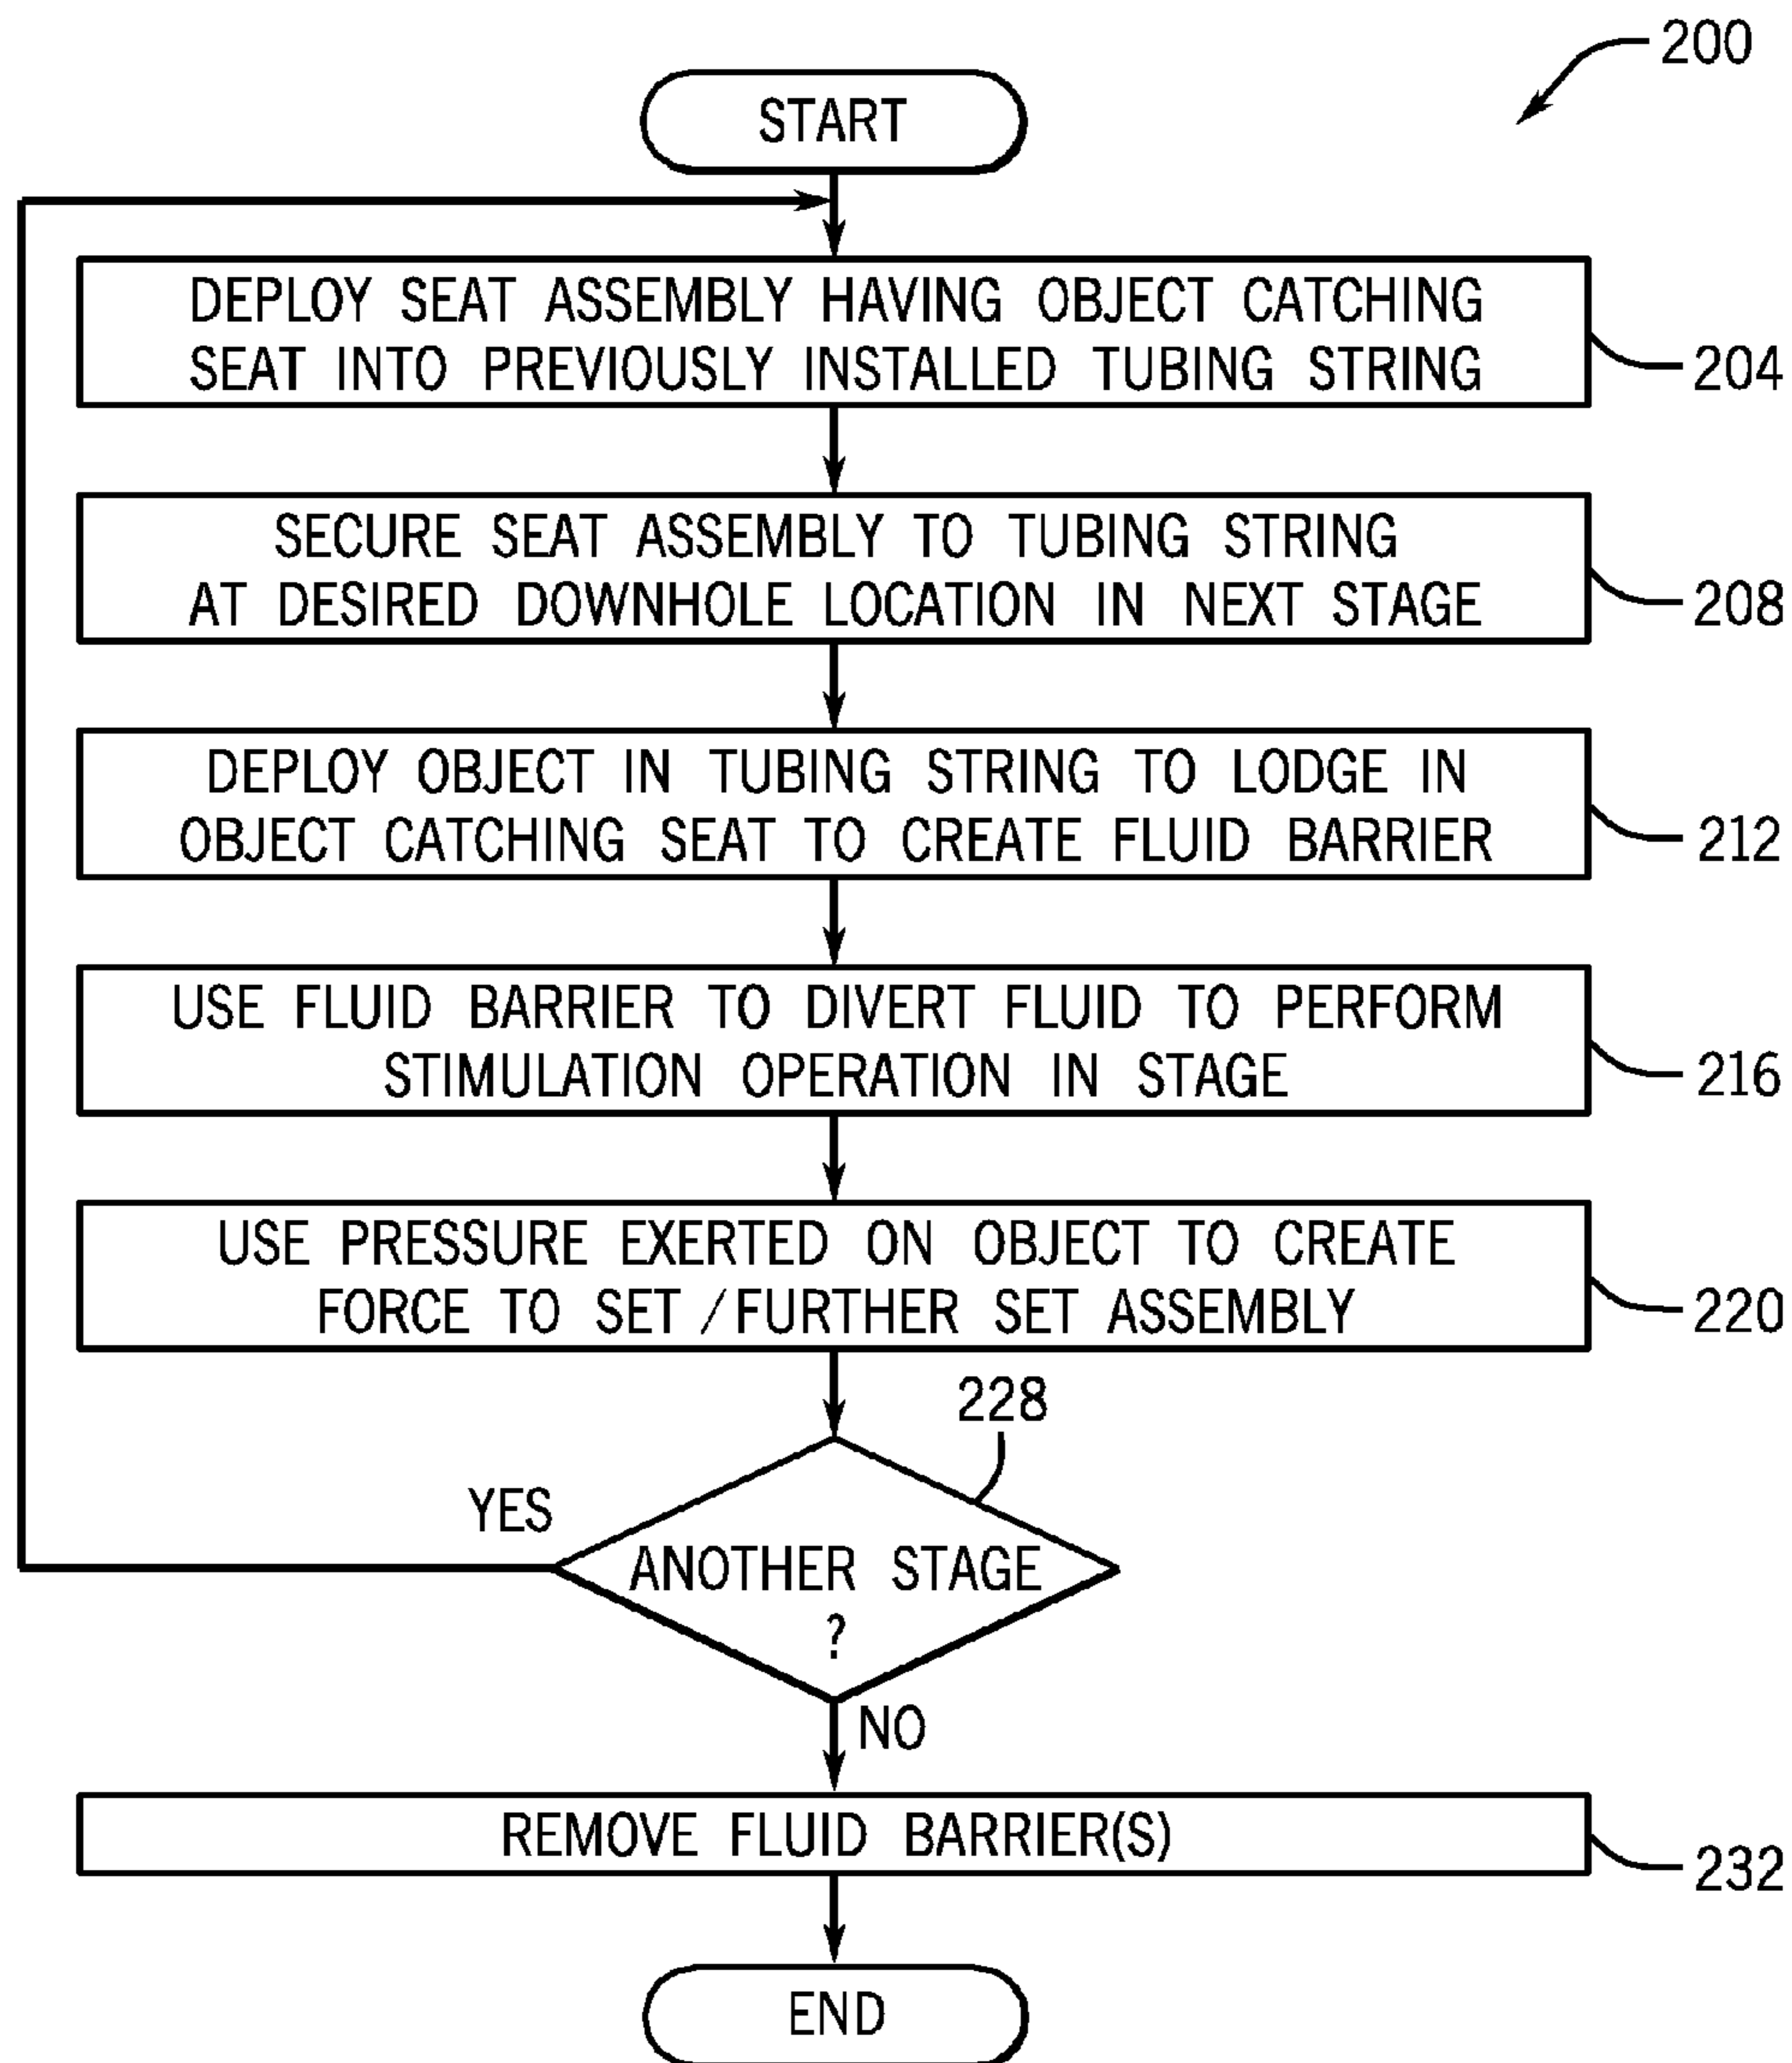 200
START
DEPLOY SEAT ASSEMBLY HAVING OBJECT CATCHING
SEAT INTO PREVIOUSLY INSTALLED TUBING STRING
204
SECURE SEAT ASSEMBLY TO TUBING STRING
AT DESIRED DOWNHOLE LOCATION IN NEXT STAGE
208
DEPLOY OBJECT IN TUBING STRING TO LODGE IN
OBJECT CATCHING SEAT TO CREATE FLUID BARRIER
212
USE FLUID BARRIER TO DIVERT FLUID TO PERFORM
STIMULATION OPERATION IN STAGE
216
USE PRESSURE EXERTED ON OBJECT TO CREATE
FORCE TO SET/FURTHER SET ASSEMBLY
220
228
YES
ANOTHER STAGE
?
NO
REMOVE FLUID BARRIER(S)
232
END